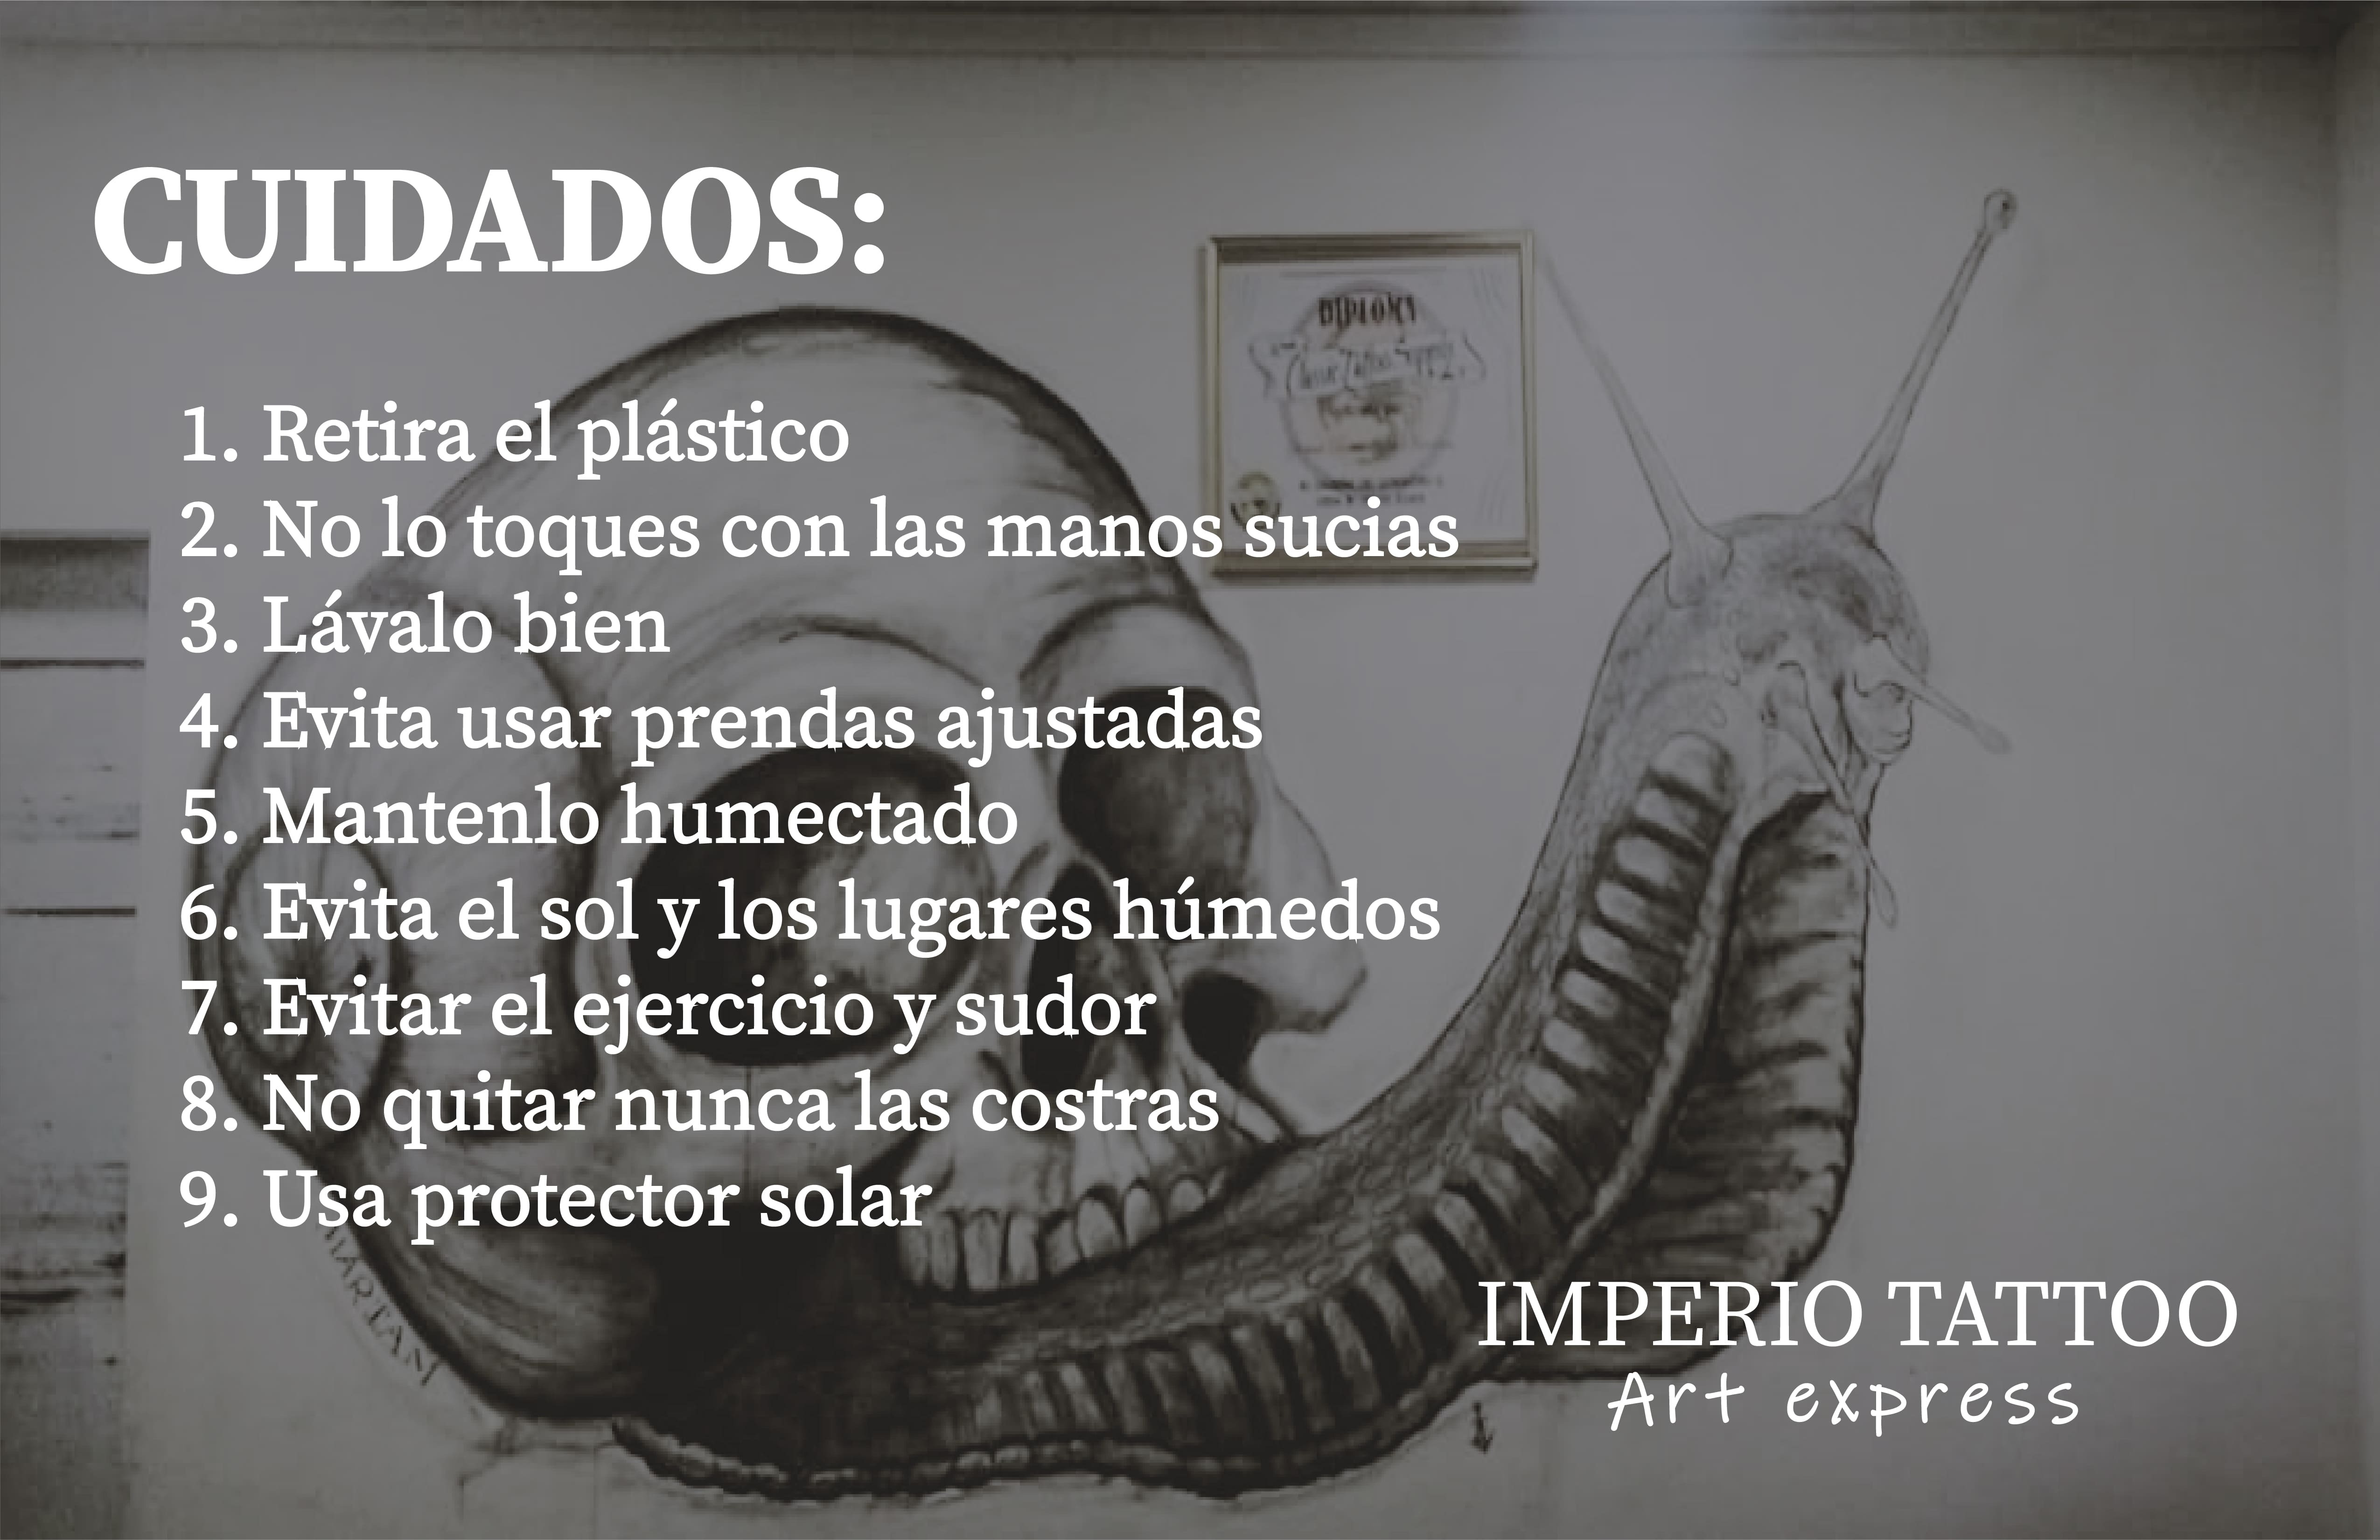 CUIDADOS:
DIPLOMA
1. Retira el plástico
2. No lo toques con las manos sucias
3. Lávalo bien
4. Evita usar prendas ajustadas
5. Mantenlo humectado
6. Evita el sol y los lugares húmedos
7. Evitar el ejercicio y sudor
8. No quitar nunca las costras
9. Usa protector solar
IMPERIO TATTOO
Art express